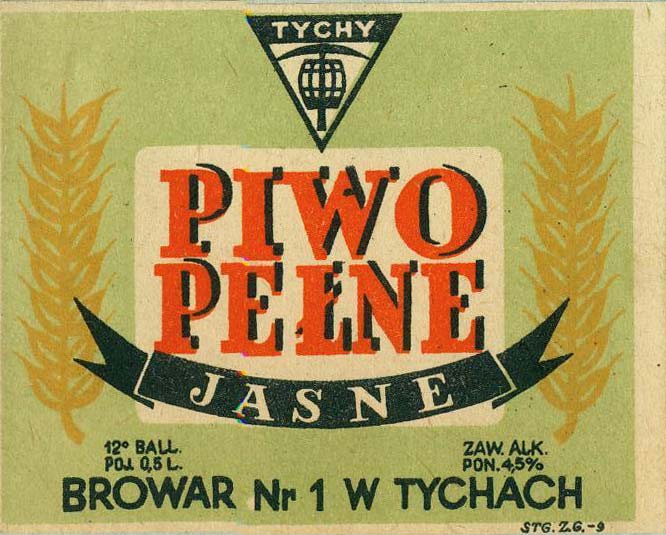 TYCHY
PIWO
PEŁNE
JASNE
12° BALL.
POJ. 0,5 L.
ZAW. ALK.
PON. 4,5%
BROWAR Nr 1 W TYCHACH
STG. Z.G.-9